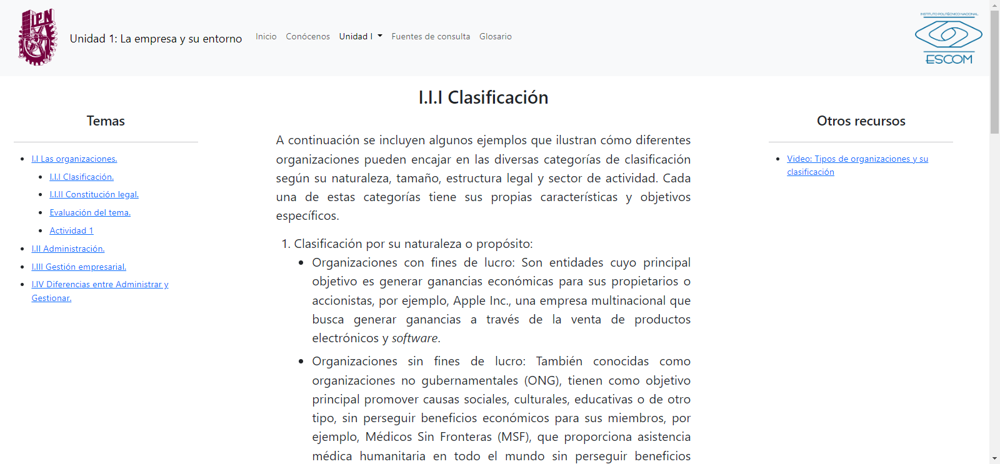 IPN
Unidad 1: La empresa y su entorno
Inicio
Conócenos
Unidad I
Fuentes de consulta
Glosario
INSTITUTO POLITÉCNICO NACIONAL
ESCOM
Temas
I.I Las organizaciones.
I.I.I Clasificación.
I.I.II Constitución legal.
Evaluación del tema.
Actividad 1
I.II Administración.
I.III Gestión empresarial.
I.IV Diferencias entre Administrar y
Gestionar.
I.I.I Clasificación
A continuación se incluyen algunos ejemplos que ilustran cómo diferentes
organizaciones pueden encajar en las diversas categorías de clasificación
según su naturaleza, tamaño, estructura legal y sector de actividad. Cada
una de estas categorías tiene sus propias características y objetivos
específicos.
1. Clasificación por su naturaleza o propósito:
Organizaciones con fines de lucro: Son entidades cuyo principal
objetivo es generar ganancias económicas para sus propietarios o
accionistas, por ejemplo, Apple Inc., una empresa multinacional que
busca generar ganancias a través de la venta de productos
electrónicos y software.
Organizaciones sin fines de lucro: También conocidas como
organizaciones no gubernamentales (ONG), tienen como objetivo
principal promover causas sociales, culturales, educativas o de otro
tipo, sin perseguir beneficios económicos para sus miembros, por
ejemplo, Médicos Sin Fronteras (MSF), que proporciona asistencia
médica humanitaria en todo el mundo sin perseguir beneficios
Otros recursos
Video: Tipos de organizaciones y su
clasificación